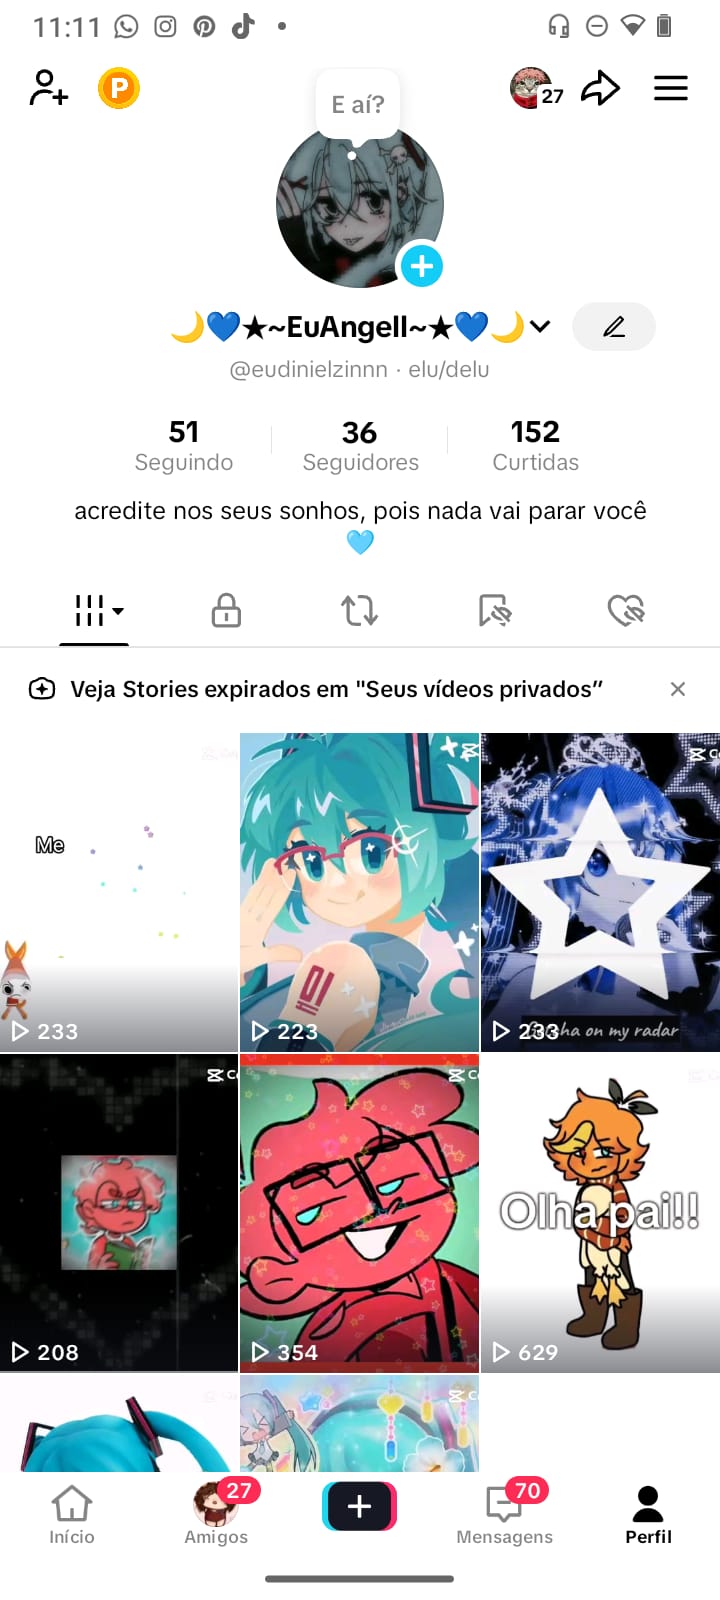 11:11
P
E aí?
27
🌙💙★~EuAngell~★💙🌙
@eudinielzinnn · elu/delu
51 36 152
Seguindo Seguidores Curtidas
acredite nos seus sonhos, pois nada vai parar você
🩵
Veja Stories expirados em "Seus vídeos privados”
Me
233 223 233
on my radar
Olha pai!!
208 354 629
27 70
Início Amigos Mensagens Perfil